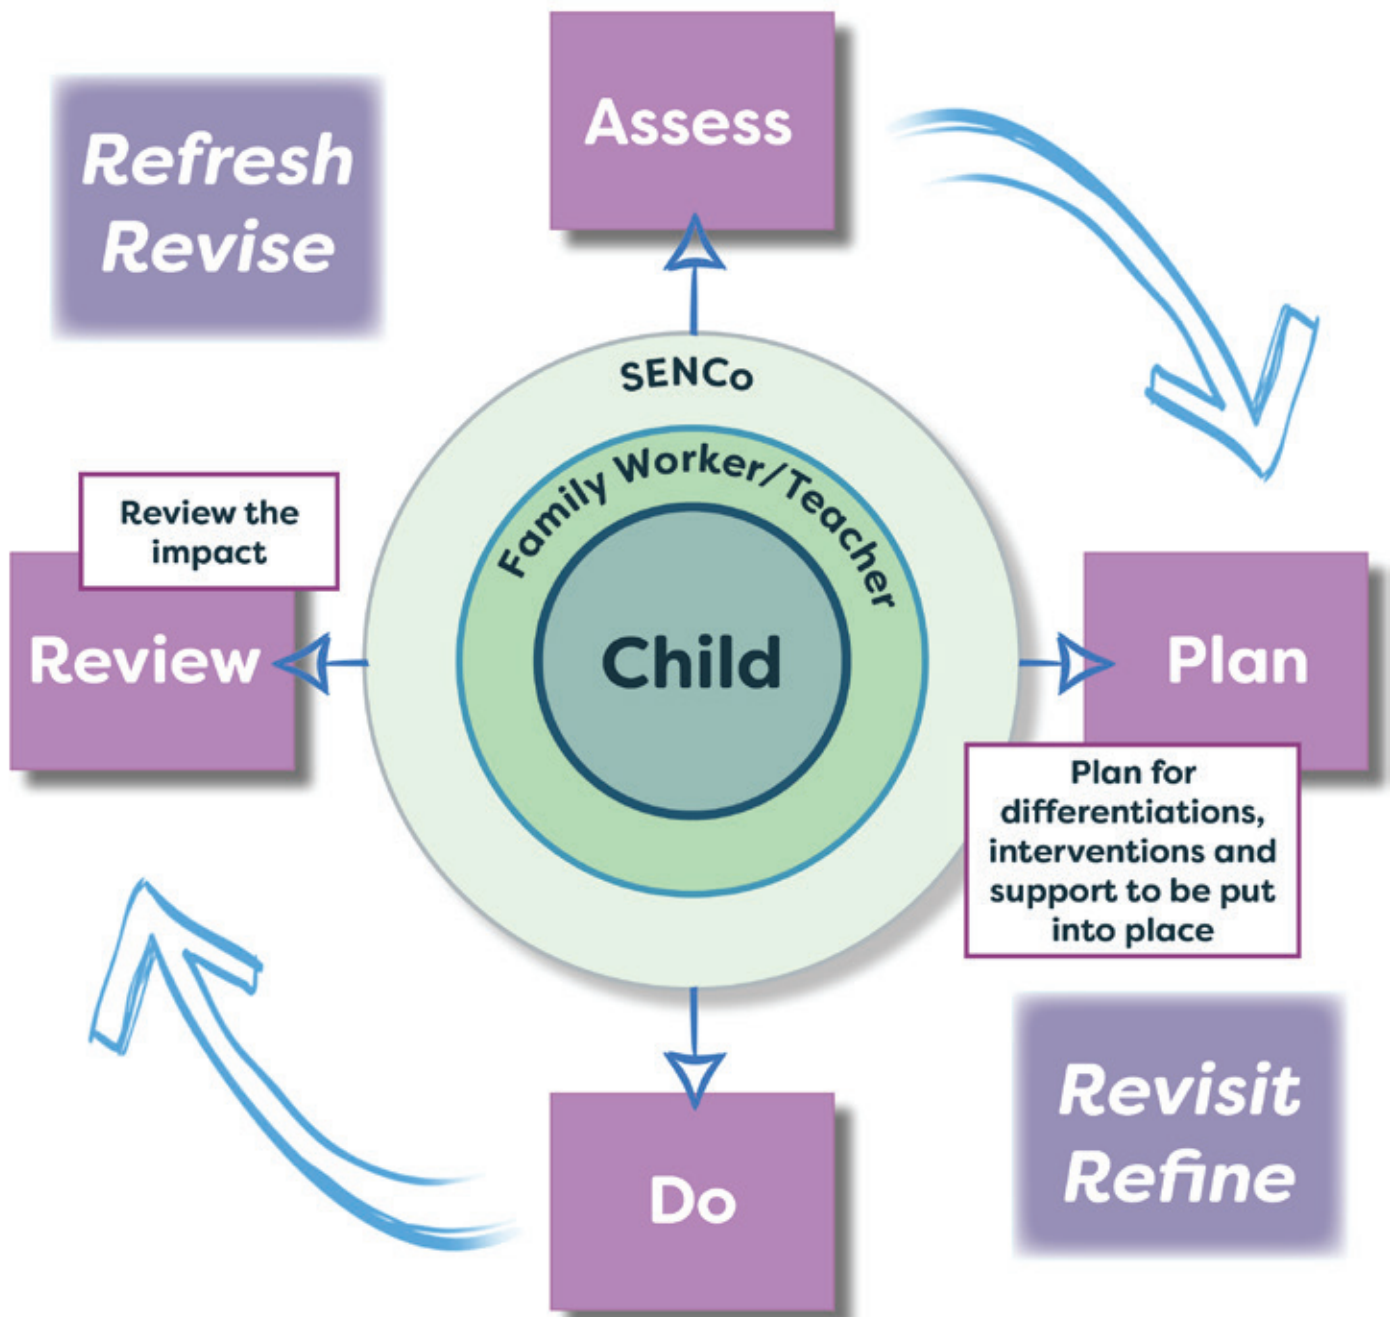 Assess
Refresh
Revise
SENCo
Family Worker/Teacher
Child
Review the
impact
Review
Plan
Plan for
differentiations,
interventions and
support to be put
into place
Revisit
Refine
Do